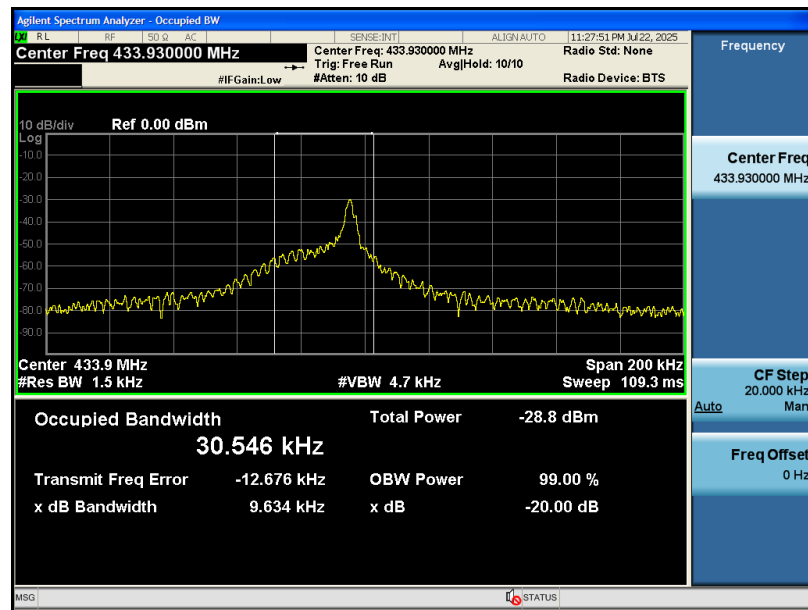 Agilent Spectrum Analyzer - Occupied BW
LXI RL RF 50 Ω AC SENSE:INT ALIGN AUTO 11:27:51 PM Jul 22, 2025
Center Freq 433.930000 MHz
Center Freq: 433.930000 MHz
Radio Std: None
Trig: Free Run Avg|Hold: 10/10
#IFGain:Low #Atten: 10 dB Radio Device: BTS
10 dB/div Ref 0.00 dBm
Log
-10.0
-20.0
-30.0
-40.0
-50.0
-60.0
-70.0
-80.0
-90.0
Center 433.9 MHz Span 200 kHz
#Res BW 1.5 kHz #VBW 4.7 kHz Sweep 109.3 ms
Occupied Bandwidth Total Power -28.8 dBm
30.546 kHz
Transmit Freq Error -12.676 kHz OBW Power 99.00 %
x dB Bandwidth 9.634 kHz x dB -20.00 dB
MSG STATUS
Frequency
Center Freq
433.930000 MHz
CF Step
20.000 kHz
Auto Man
Freq Offset
0 Hz